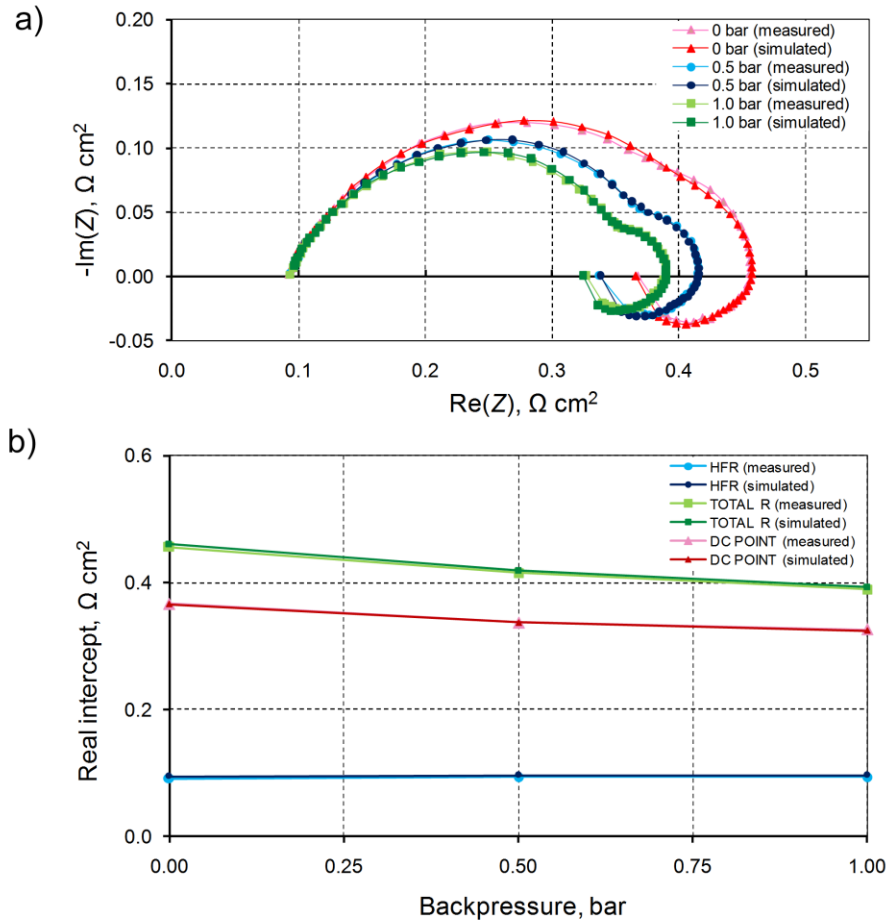 a)
0.20
0.15
0.10
0.05
0.00
-0.05
-Im(Z), Ω cm²
0 bar (measured)
0 bar (simulated)
0.5 bar (measured)
0.5 bar (simulated)
1.0 bar (measured)
1.0 bar (simulated)
0.0 0.1 0.2 0.3 0.4 0.5
Re(Z), Ω cm²
b)
0.6
0.4
0.2
0.0
Real intercept, Ω cm²
HFR (measured)
HFR (simulated)
TOTAL R (measured)
TOTAL R (simulated)
DC POINT (measured)
DC POINT (simulated)
0.00 0.25 0.50 0.75 1.00
Backpressure, bar